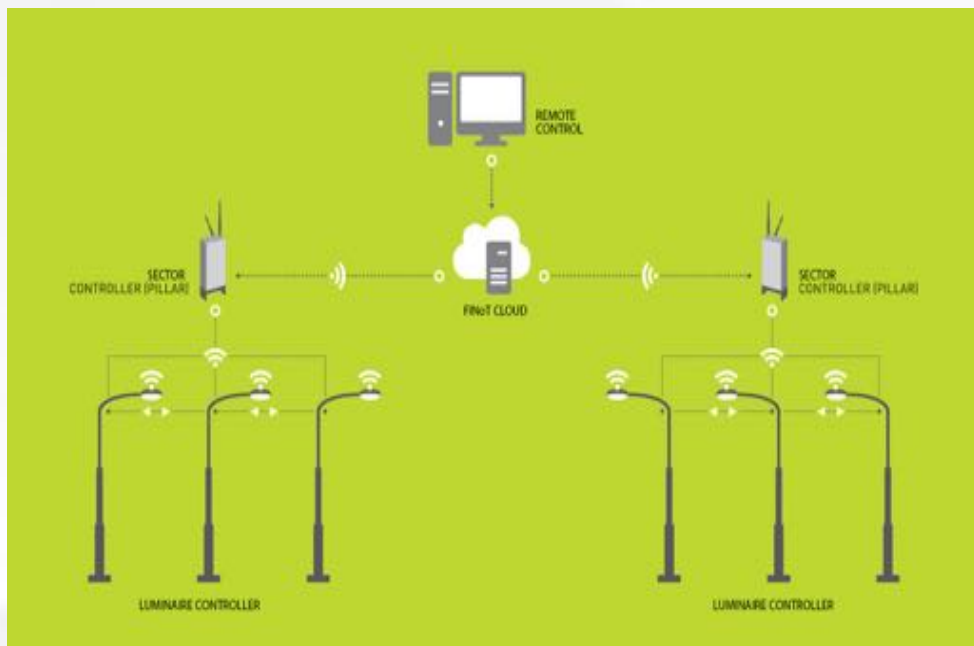 REMOTE
CONTROL
SECTOR
CONTROLLER (PILLAR)
FINoT CLOUD
SECTOR
CONTROLLER (PILLAR)
LUMINAIRE CONTROLLER
LUMINAIRE CONTROLLER